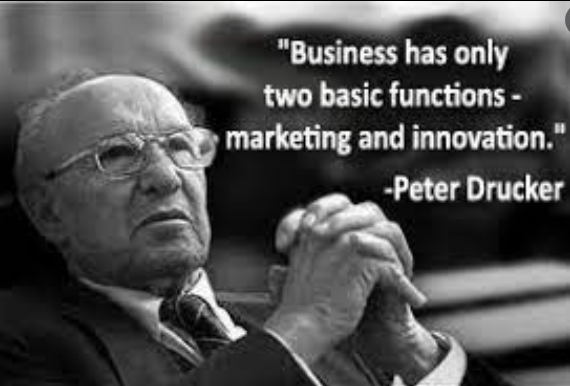 "Business has only
two basic functions -
marketing and innovation."
-Peter Drucker